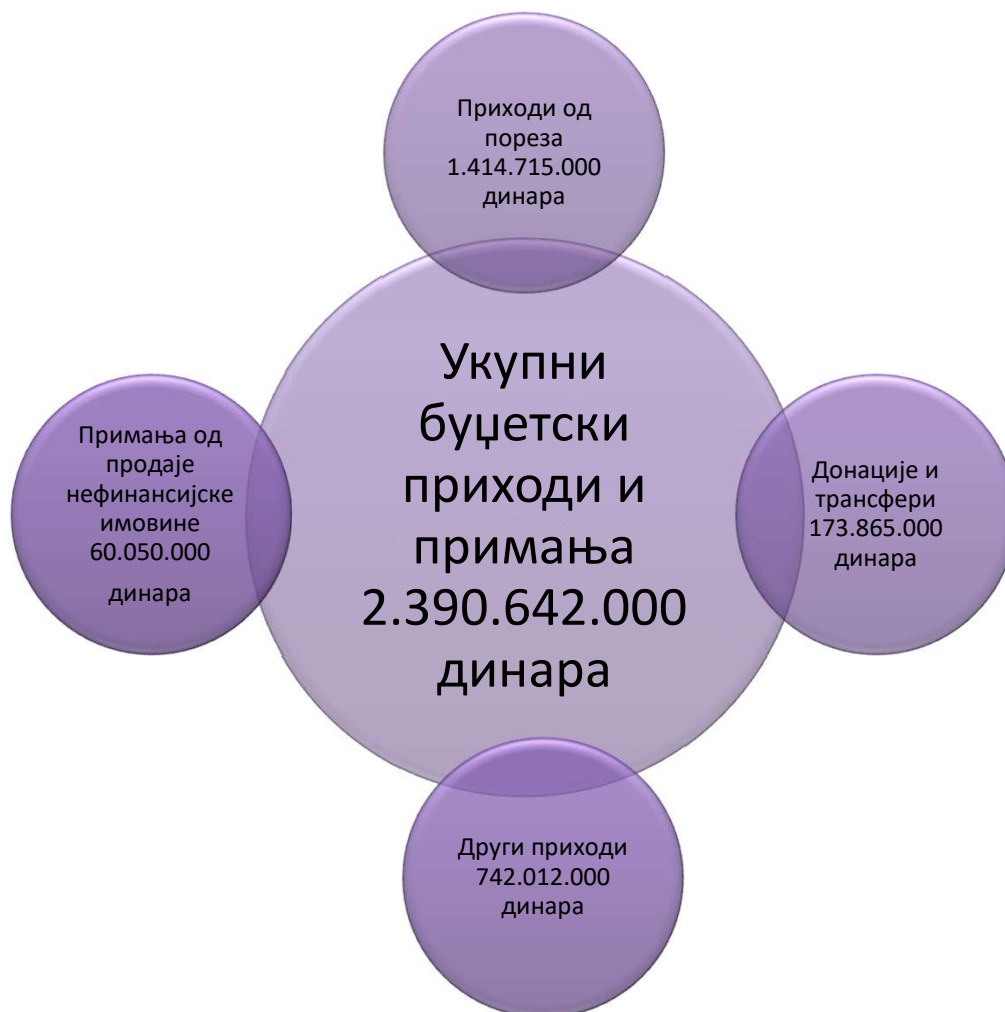 Приходи од
пореза
1.414.715.000
динара
Укупни
буџетски
приходи и
примања
2.390.642.000
динара
Примања од
продаје
нефинансијске
имовине
60.050.000
динара
Донације и
трансфери
173.865.000
динара
Други приходи
742.012.000
динара